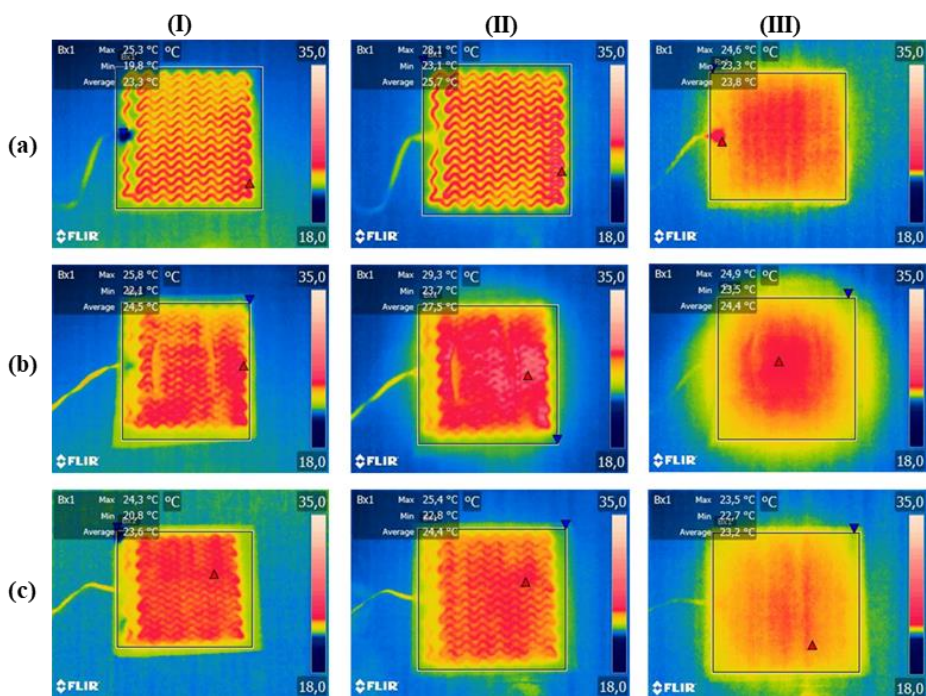 (I) (II) (III)
(a)
Bx1 Max 25,3 °C °C 35,0
Min 19,8 °C
Average 23,3 °C
FLIR 18,0
Bx1 Max 28,1 °C °C 35,0
Min 23,1 °C
Average 25,7 °C
FLIR 18,0
Bx1 Max 24,6 °C °C 35,0
Min 23,3 °C
Average 23,8 °C
FLIR 18,0
(b)
Bx1 Max 25,8 °C °C 35,0
Min 22,1 °C
Average 24,5 °C
FLIR 18,0
Bx1 Max 29,3 °C °C 35,0
Min 23,7 °C
Average 27,5 °C
FLIR 18,0
Bx1 Max 24,9 °C °C 35,0
Min 23,5 °C
Average 24,4 °C
FLIR 18,0
(c)
Bx1 Max 24,3 °C °C 35,0
Min 20,8 °C
Average 23,6 °C
FLIR 18,0
Bx1 Max 25,4 °C °C 35,0
Min 22,8 °C
Average 24,4 °C
FLIR 18,0
Bx1 Max 23,5 °C °C 35,0
Min 22,7 °C
Average 23,2 °C
FLIR 18,0